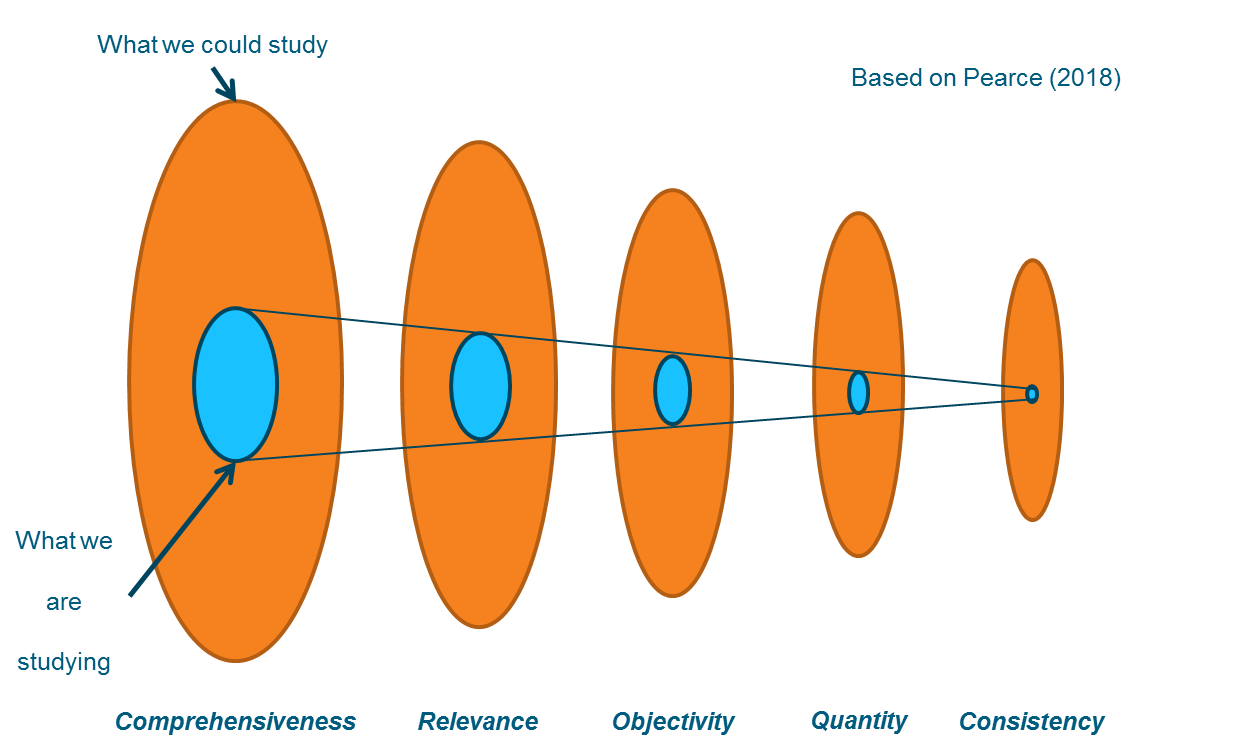 What we could study
Based on Pearce (2018)
What we
are
studying
Comprehensiveness
Relevance
Objectivity
Quantity
Consistency